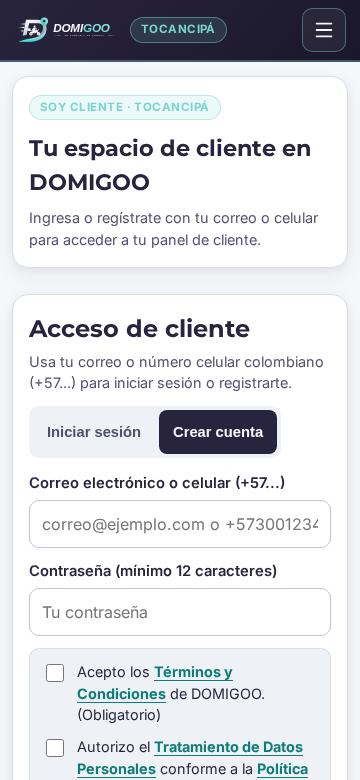 DOMIGOO
TOCANCIPÁ
SOY CLIENTE · TOCANCIPÁ
Tu espacio de cliente en
DOMIGOO
Ingresa o regístrate con tu correo o celular
para acceder a tu panel de cliente.
Acceso de cliente
Usa tu correo o número celular colombiano
(+57...) para iniciar sesión o registrarte.
Iniciar sesión
Crear cuenta
Correo electrónico o celular (+57...)
correo@ejemplo.com o +573001234
Contraseña (mínimo 12 caracteres)
Tu contraseña
Acepto los Términos y
Condiciones de DOMIGOO.
(Obligatorio)
Autorizo el Tratamiento de Datos
Personales conforme a la Política